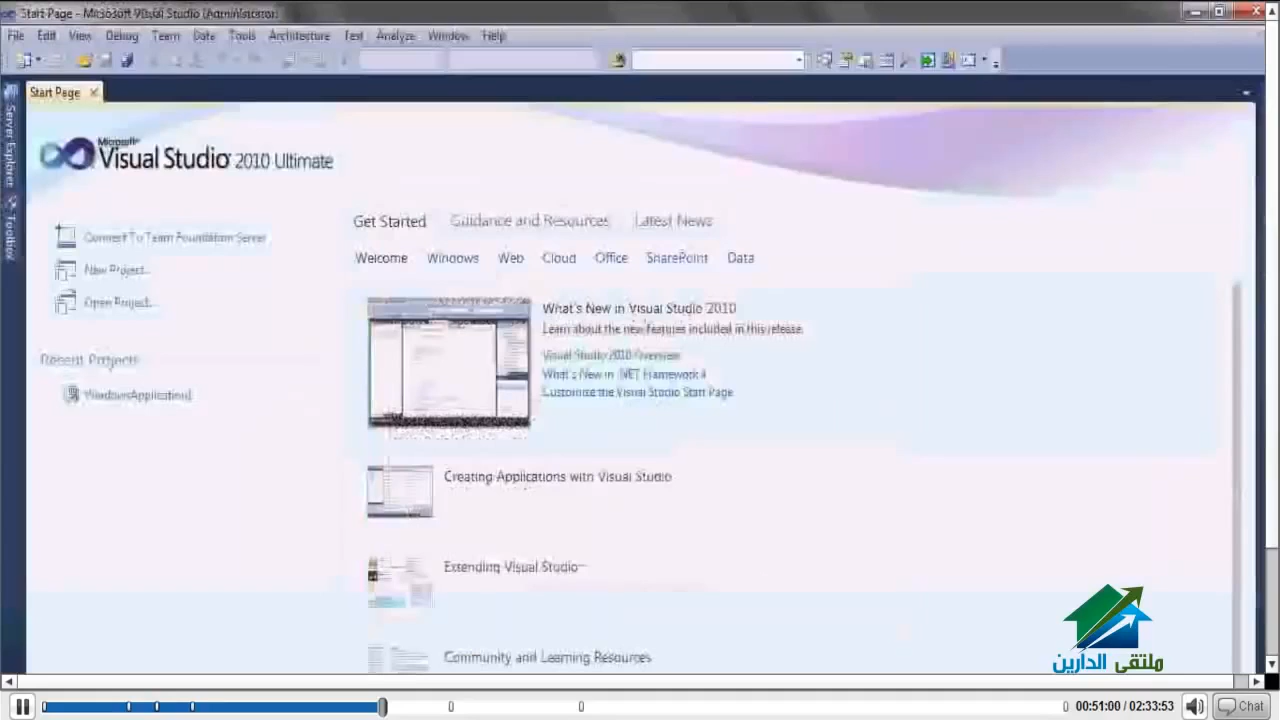 Start Page - Microsoft Visual Studio (Administrator)
File Edit View Debug Team Data Tools Architecture Test Analyze Window Help
Start Page
Server Explorer
Toolbox
Microsoft
Visual Studio 2010 Ultimate
Get Started Guidance and Resources Latest News
Connect To Team Foundation Server
Welcome Windows Web Cloud Office SharePoint Data
New Project...
Open Project...
What's New in Visual Studio 2010
Learn about the new features included in this release.
Visual Studio 2010 Overview
Recent Projects
What's New in .NET Framework 4
Customize the Visual Studio Start Page
WindowsApplication1
Creating Applications with Visual Studio
Extending Visual Studio
Community and Learning Resources
ملتقى الدارين
00:51:00 / 02:33:53
Chat